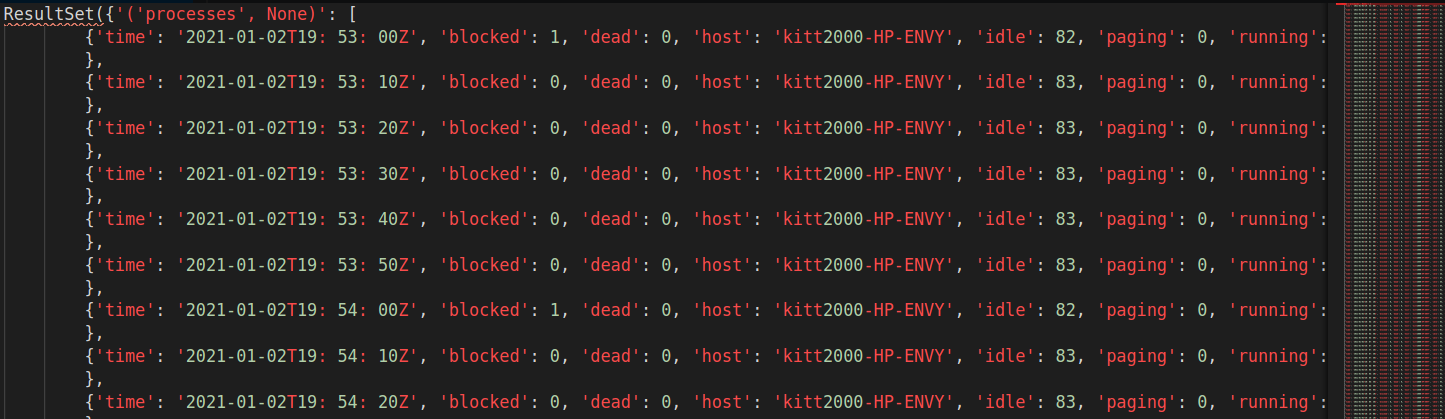 ResultSet({'('processes', None)': [
{'time': '2021-01-02T19: 53: 00Z', 'blocked': 1, 'dead': 0, 'host': 'kitt2000-HP-ENVY', 'idle': 82, 'paging': 0, 'running':
},
{'time': '2021-01-02T19: 53: 10Z', 'blocked': 0, 'dead': 0, 'host': 'kitt2000-HP-ENVY', 'idle': 83, 'paging': 0, 'running':
},
{'time': '2021-01-02T19: 53: 20Z', 'blocked': 0, 'dead': 0, 'host': 'kitt2000-HP-ENVY', 'idle': 83, 'paging': 0, 'running':
},
{'time': '2021-01-02T19: 53: 30Z', 'blocked': 0, 'dead': 0, 'host': 'kitt2000-HP-ENVY', 'idle': 83, 'paging': 0, 'running':
},
{'time': '2021-01-02T19: 53: 40Z', 'blocked': 0, 'dead': 0, 'host': 'kitt2000-HP-ENVY', 'idle': 83, 'paging': 0, 'running':
},
{'time': '2021-01-02T19: 53: 50Z', 'blocked': 0, 'dead': 0, 'host': 'kitt2000-HP-ENVY', 'idle': 83, 'paging': 0, 'running':
},
{'time': '2021-01-02T19: 54: 00Z', 'blocked': 1, 'dead': 0, 'host': 'kitt2000-HP-ENVY', 'idle': 82, 'paging': 0, 'running':
},
{'time': '2021-01-02T19: 54: 10Z', 'blocked': 0, 'dead': 0, 'host': 'kitt2000-HP-ENVY', 'idle': 83, 'paging': 0, 'running':
},
{'time': '2021-01-02T19: 54: 20Z', 'blocked': 0, 'dead': 0, 'host': 'kitt2000-HP-ENVY', 'idle': 83, 'paging': 0, 'running':